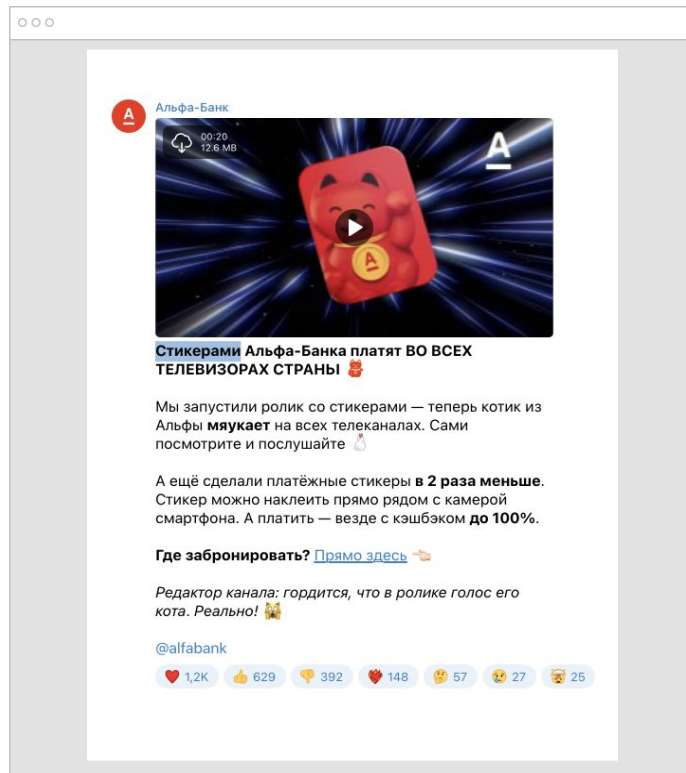 Альфа-Банк
00:20
12.6 MB
А
А
А
Стикерами Альфа-Банка платят ВО ВСЕХ
ТЕЛЕВИЗОРАХ СТРАНЫ
Мы запустили ролик со стикерами — теперь котик из
Альфы мяукает на всех телеканалах. Сами
посмотрите и послушайте
А ещё сделали платёжные стикеры в 2 раза меньше.
Стикер можно наклеить прямо рядом с камерой
смартфона. А платить — везде с кэшбэком до 100%.
Где забронировать? Прямо здесь
Редактор канала: гордится, что в ролике голос его
кота. Реально!
@alfabank
1,2K 629 392 148 57 27 25